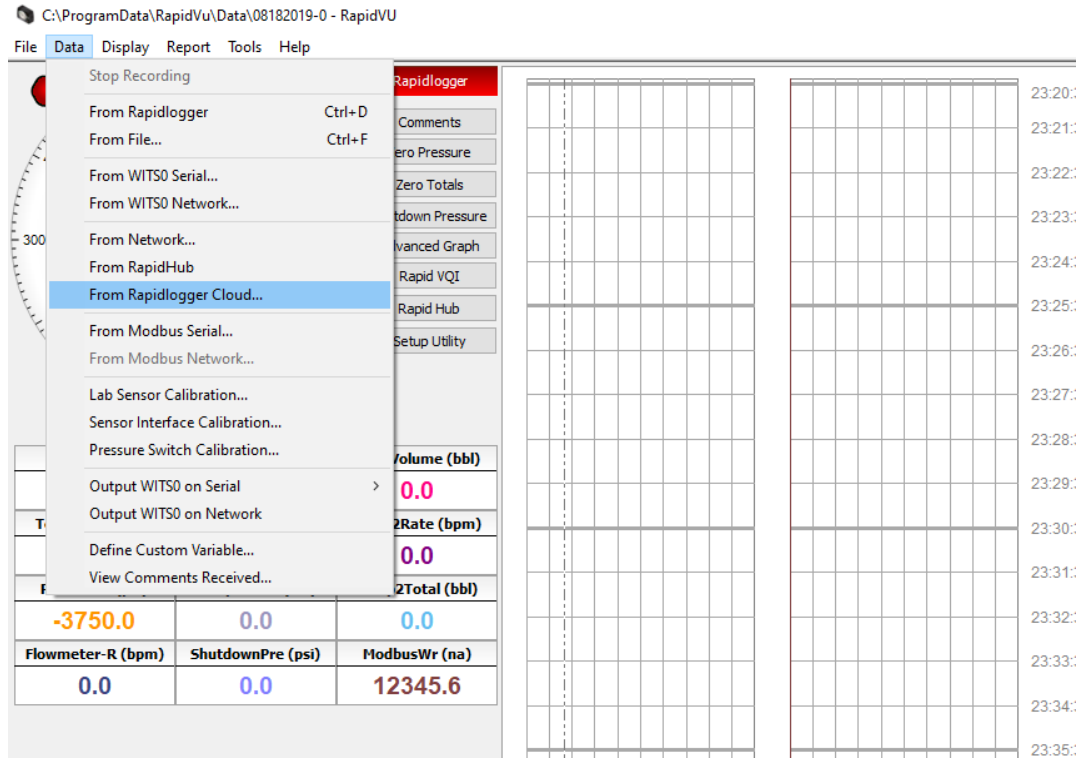 C:\ProgramData\RapidVu\Data\08182019-0 - RapidVU
File Data Display Report Tools Help
Stop Recording
From Rapidlogger Ctrl+D
From File... Ctrl+F
From WITS0 Serial...
From WITS0 Network...
From Network...
From RapidHub
From Rapidlogger Cloud...
From Modbus Serial...
From Modbus Network...
Lab Sensor Calibration...
Sensor Interface Calibration...
Pressure Switch Calibration...
Output WITS0 on Serial
Output WITS0 on Network
Define Custom Variable...
View Comments Received...
300
Rapidlogger
Comments
ero Pressure
Zero Totals
tdown Pressure
vanced Graph
Rapid VQI
Rapid Hub
Setup Utility
Volume (bbl)
0.0
2Rate (bpm)
0.0
2Total (bbl)
-3750.0 0.0 0.0
Flowmeter-R (bpm) ShutdownPre (psi) ModbusWr (na)
0.0 0.0 12345.6
23:20:
23:21:
23:22:
23:23:
23:24:
23:25:
23:26:
23:27:
23:28:
23:29:
23:30:
23:31:
23:32:
23:33:
23:34:
23:35: